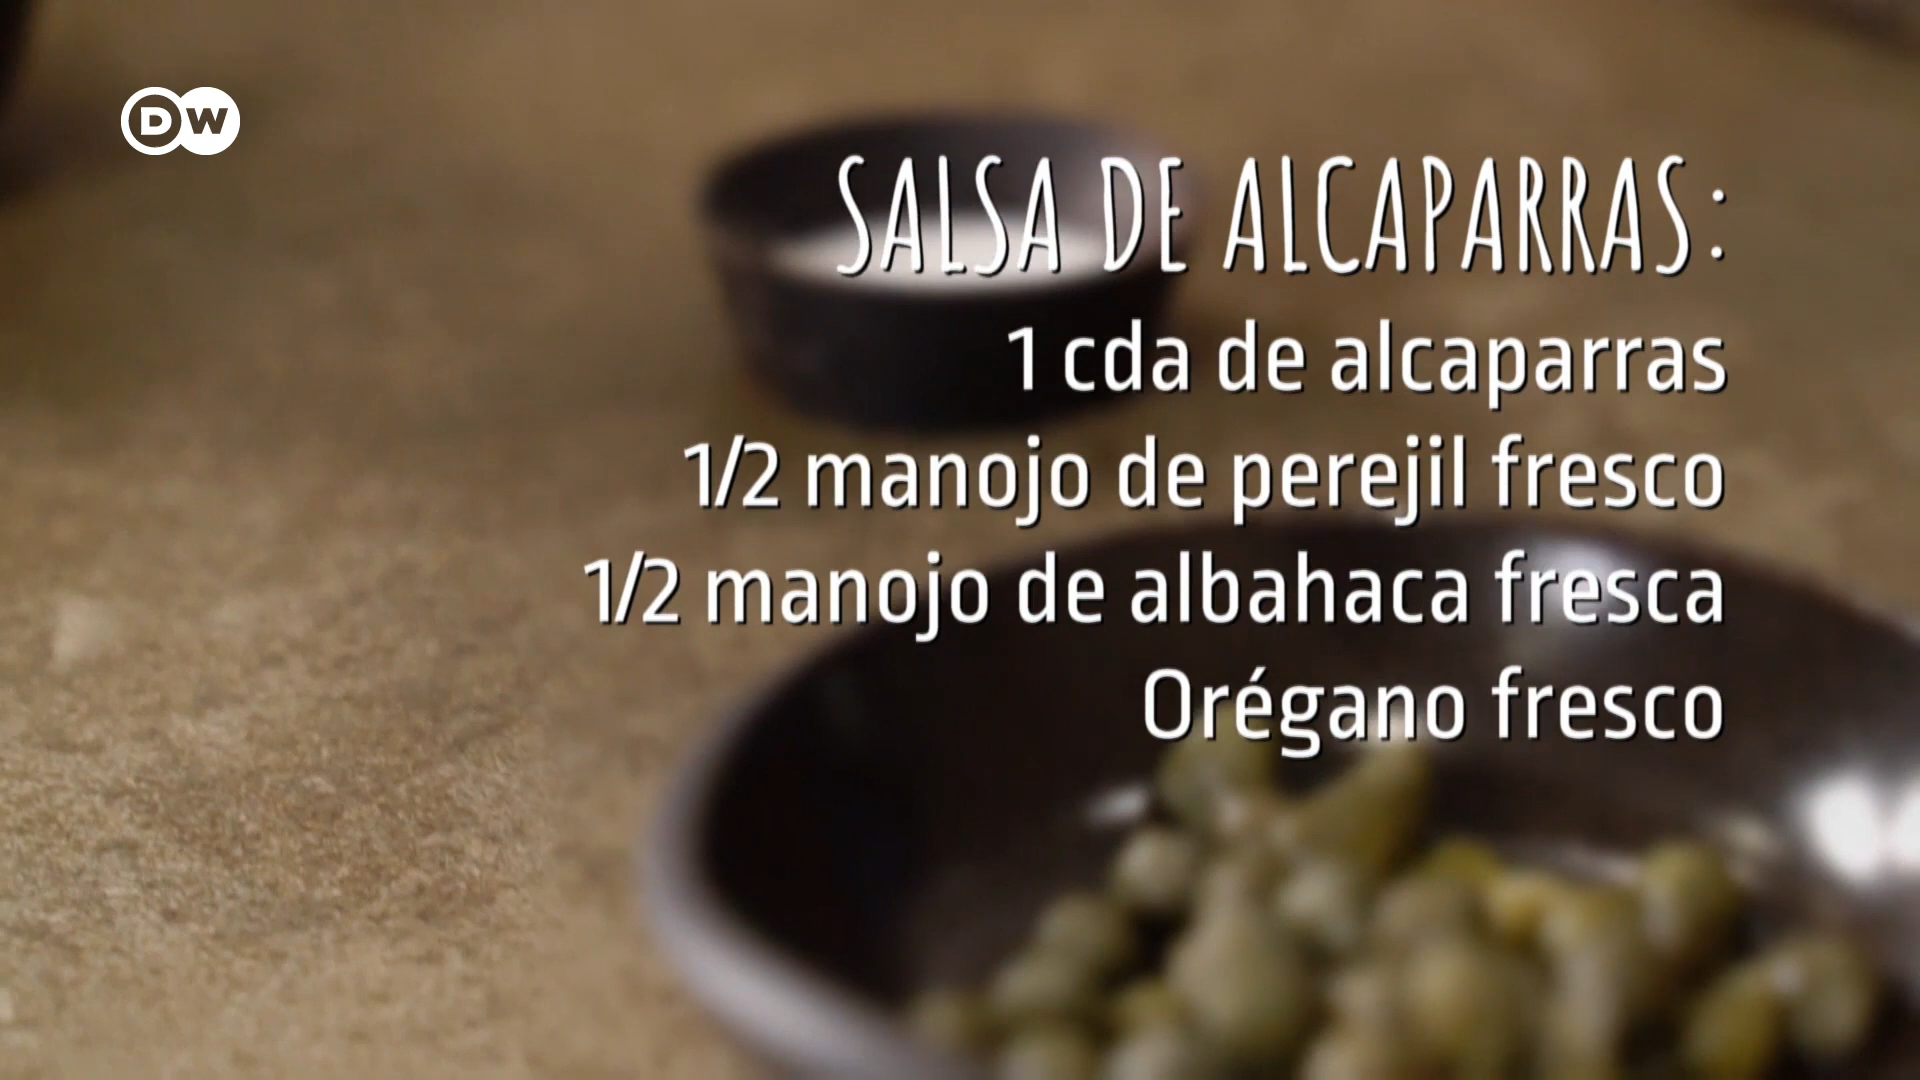 DW
SALSA DE ALCAPARRAS:
1 cda de alcaparras
1/2 manojo de perejil fresco
1/2 manojo de albahaca fresca
Orégano fresco